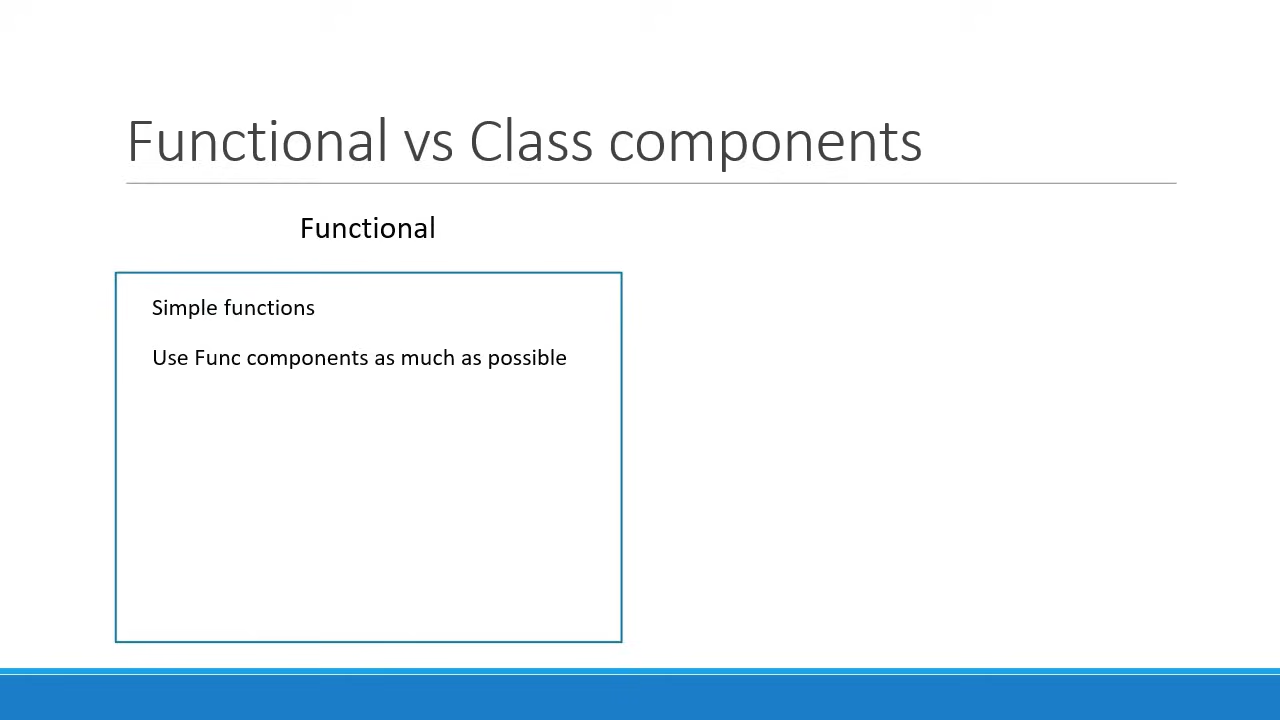 Functional vs Class components
Functional
Simple functions
Use Func components as much as possible